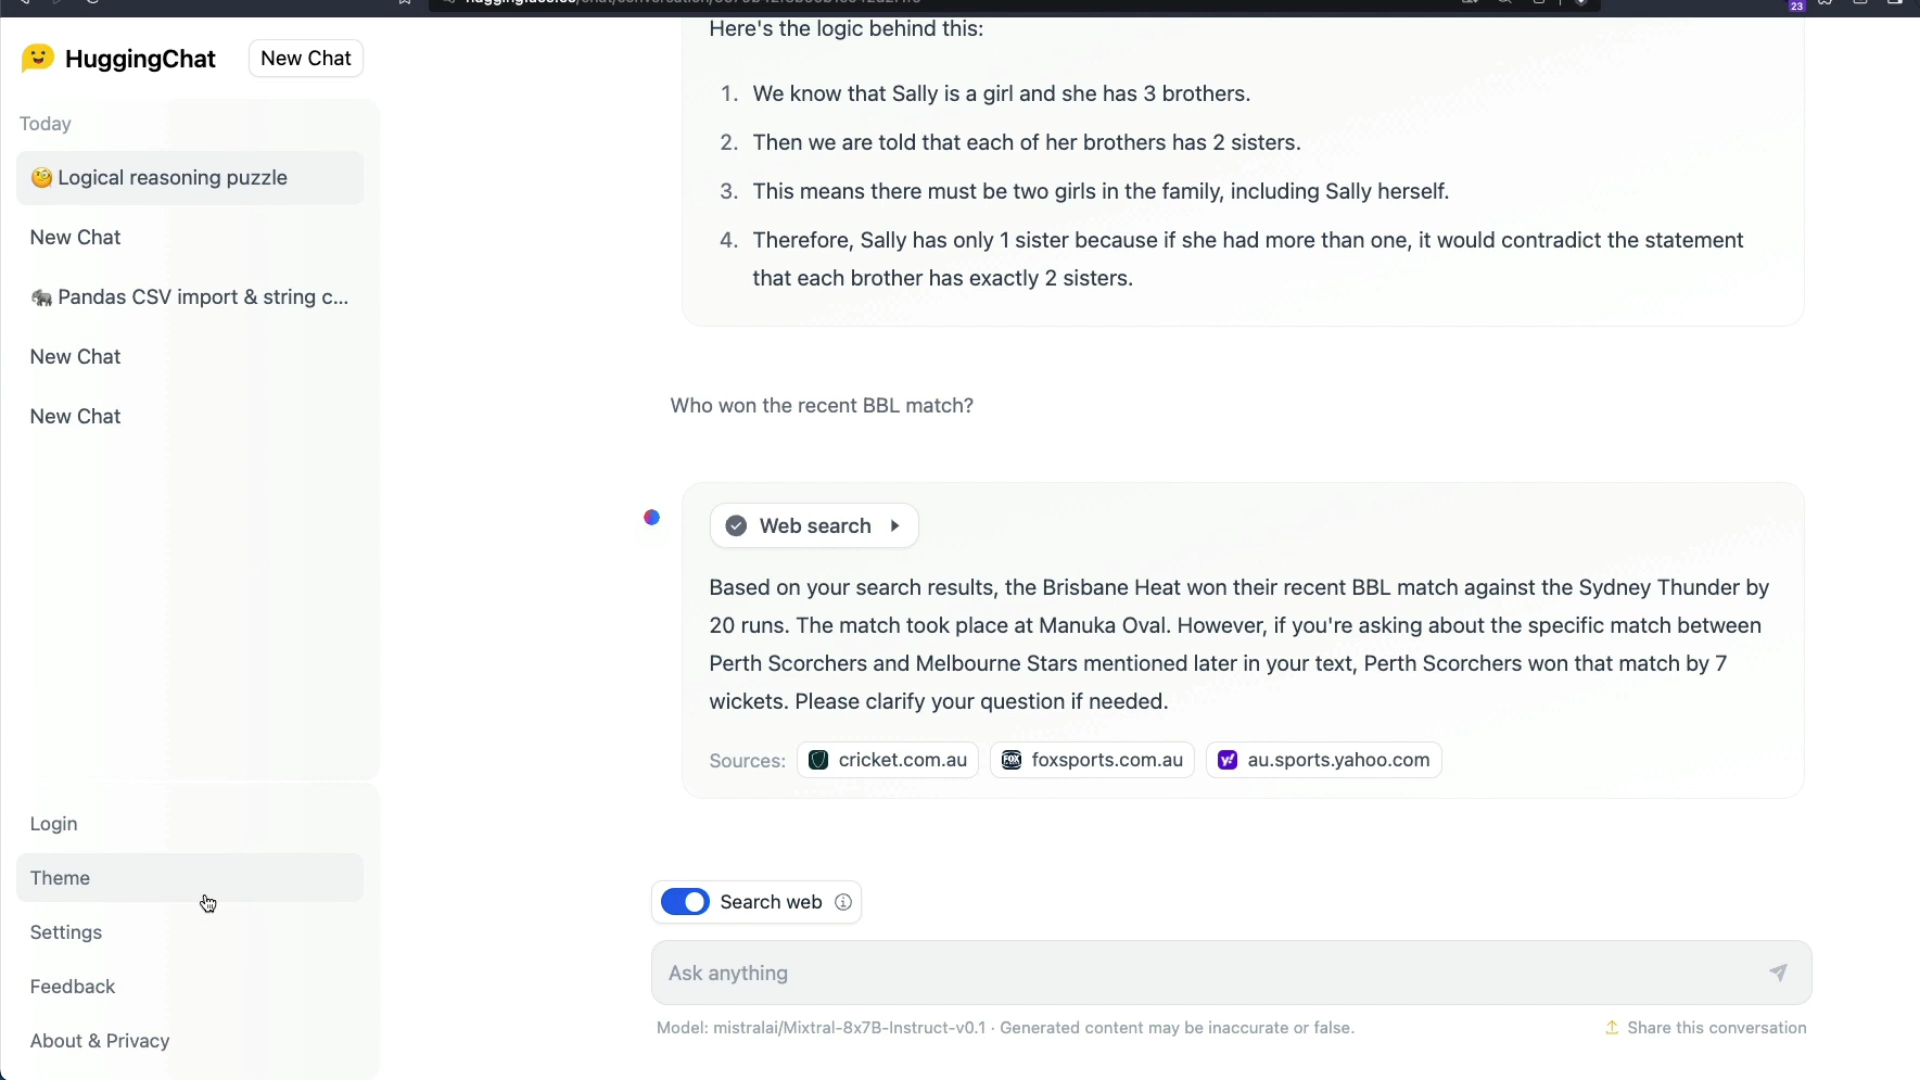 23
HuggingChat
New Chat
Today
Logical reasoning puzzle
New Chat
Pandas CSV import & string c...
New Chat
New Chat
Login
Theme
Settings
Feedback
About & Privacy
Here's the logic behind this:
1. We know that Sally is a girl and she has 3 brothers.
2. Then we are told that each of her brothers has 2 sisters.
3. This means there must be two girls in the family, including Sally herself.
4. Therefore, Sally has only 1 sister because if she had more than one, it would contradict the statement
that each brother has exactly 2 sisters.
Who won the recent BBL match?
Web search
Based on your search results, the Brisbane Heat won their recent BBL match against the Sydney Thunder by
20 runs. The match took place at Manuka Oval. However, if you're asking about the specific match between
Perth Scorchers and Melbourne Stars mentioned later in your text, Perth Scorchers won that match by 7
wickets. Please clarify your question if needed.
Sources: cricket.com.au foxsports.com.au au.sports.yahoo.com
Search web
Ask anything
Model: mistralai/Mixtral-8x7B-Instruct-v0.1 · Generated content may be inaccurate or false.
Share this conversation